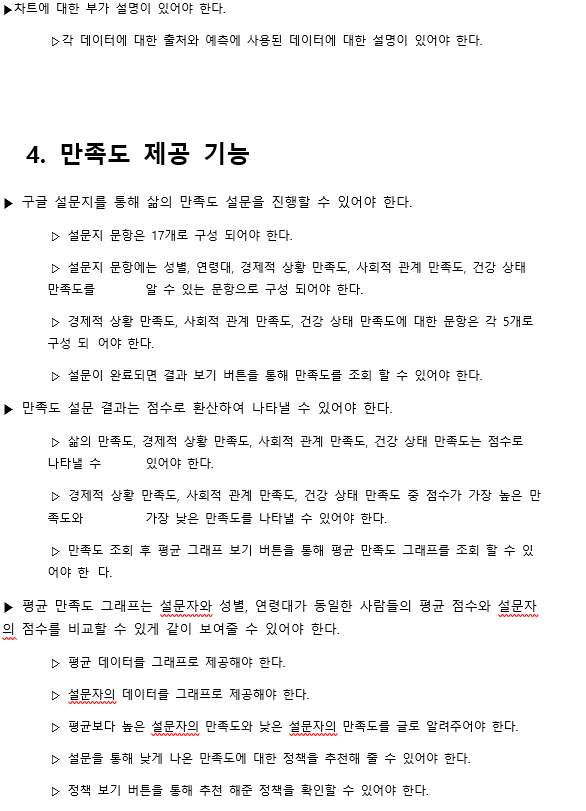 ▶차트에 대한 부가 설명이 있어야 한다.
▷각 데이터에 대한 출처와 예측에 사용된 데이터에 대한 설명이 있어야 한다.
4. 만족도 제공 기능
▶ 구글 설문지를 통해 삶의 만족도 설문을 진행할 수 있어야 한다.
▷ 설문지 문항은 17개로 구성 되어야 한다.
▷ 설문지 문항에는 성별, 연령대, 경제적 상황 만족도, 사회적 관계 만족도, 건강 상태
만족도를 알 수 있는 문항으로 구성 되어야 한다.
▷ 경제적 상황 만족도, 사회적 관계 만족도, 건강 상태 만족도에 대한 문항은 각 5개로
구성 되 어야 한다.
▷ 설문이 완료되면 결과 보기 버튼을 통해 만족도를 조회 할 수 있어야 한다.
▶ 만족도 설문 결과는 점수로 환산하여 나타낼 수 있어야 한다.
▷ 삶의 만족도, 경제적 상황 만족도, 사회적 관계 만족도, 건강 상태 만족도는 점수로
나타낼 수 있어야 한다.
▷ 경제적 상황 만족도, 사회적 관계 만족도, 건강 상태 만족도 중 점수가 가장 높은 만
족도와 가장 낮은 만족도를 나타낼 수 있어야 한다.
▷ 만족도 조회 후 평균 그래프 보기 버튼을 통해 평균 만족도 그래프를 조회 할 수 있
어야 한 다.
▶ 평균 만족도 그래프는 설문자와 성별, 연령대가 동일한 사람들의 평균 점수와 설문자
의 점수를 비교할 수 있게 같이 보여줄 수 있어야 한다.
▷ 평균 데이터를 그래프로 제공해야 한다.
▷ 설문자의 데이터를 그래프로 제공해야 한다.
▷ 평균보다 높은 설문자의 만족도와 낮은 설문자의 만족도를 글로 알려주어야 한다.
▷ 설문을 통해 낮게 나온 만족도에 대한 정책을 추천해 줄 수 있어야 한다.
▷ 정책 보기 버튼을 통해 추천 해준 정책을 확인할 수 있어야 한다.